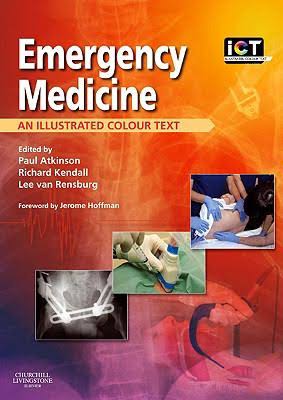 iCT
ILLUSTRATED COLOUR TEXT
Emergency
Medicine
AN ILLUSTRATED COLOUR TEXT
Edited by
Paul Atkinson
Richard Kendall
Lee van Rensburg
Foreword by Jerome Hoffman
CHURCHILL
LIVINGSTONE
ELSEVIER